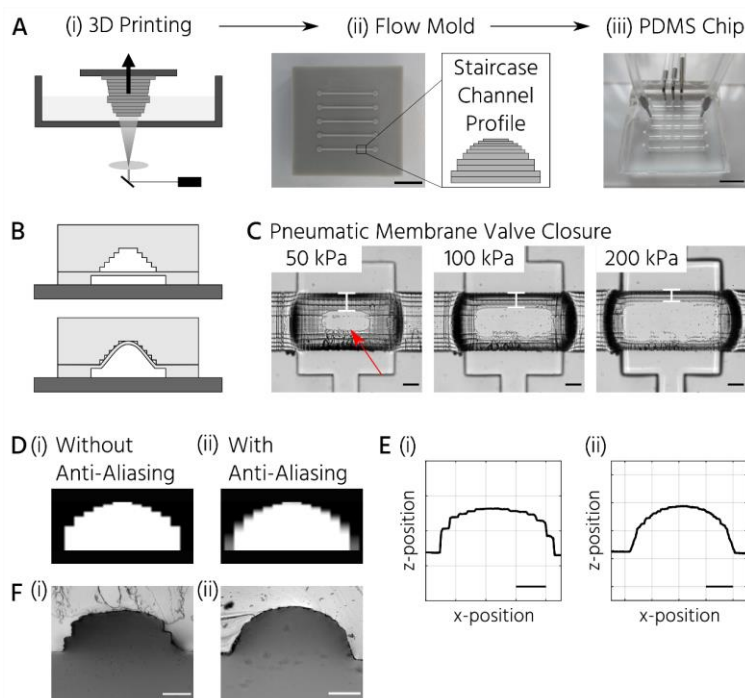 A (i) 3D Printing (ii) Flow Mold (iii) PDMS Chip
Staircase
Channel
Profile
B
C Pneumatic Membrane Valve Closure
50 kPa 100 kPa 200 kPa
D (i) Without
Anti-Aliasing
(ii) With
Anti-Aliasing
E (i) (ii)
z-position
x-position
z-position
x-position
F (i) (ii)